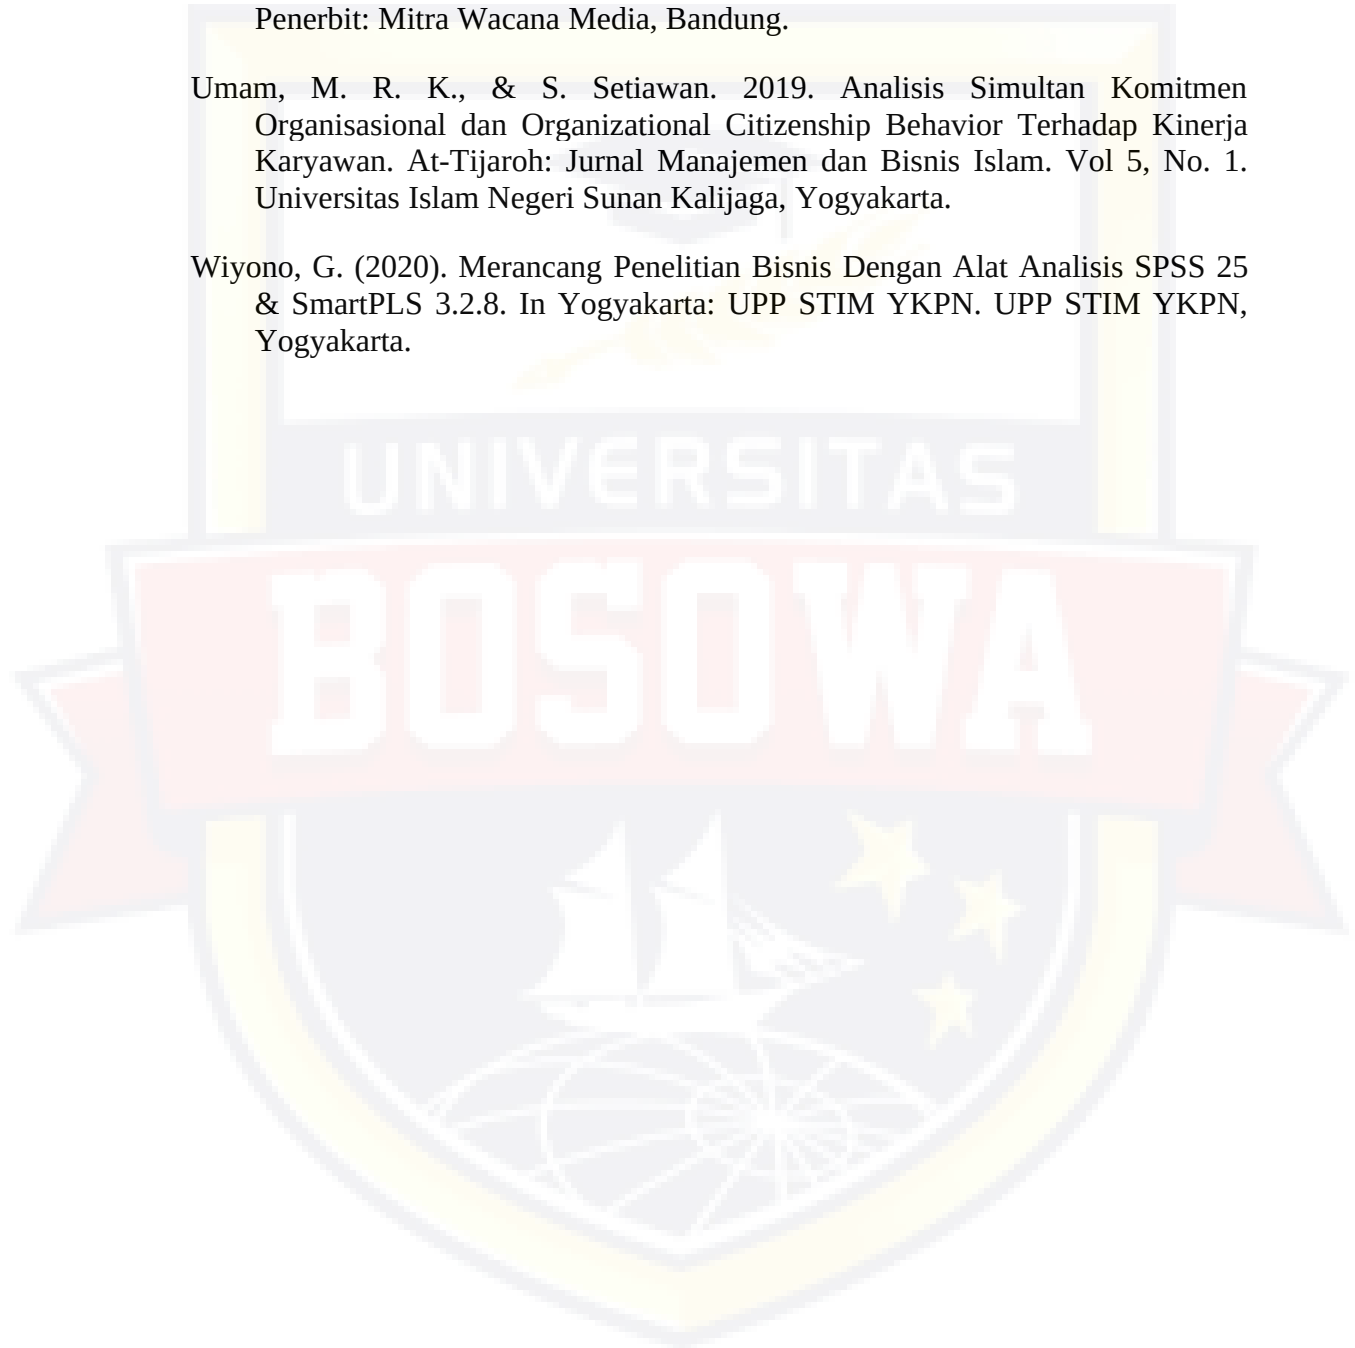 Penerbit: Mitra Wacana Media, Bandung.
Umam, M. R. K., & S. Setiawan. 2019. Analisis Simultan Komitmen
Organisasional dan Organizational Citizenship Behavior Terhadap Kinerja
Karyawan. At-Tijaroh: Jurnal Manajemen dan Bisnis Islam. Vol 5, No. 1.
Universitas Islam Negeri Sunan Kalijaga, Yogyakarta.
Wiyono, G. (2020). Merancang Penelitian Bisnis Dengan Alat Analisis SPSS 25
& SmartPLS 3.2.8. In Yogyakarta: UPP STIM YKPN. UPP STIM YKPN,
Yogyakarta.
UNIVERSITAS
BOSOWA